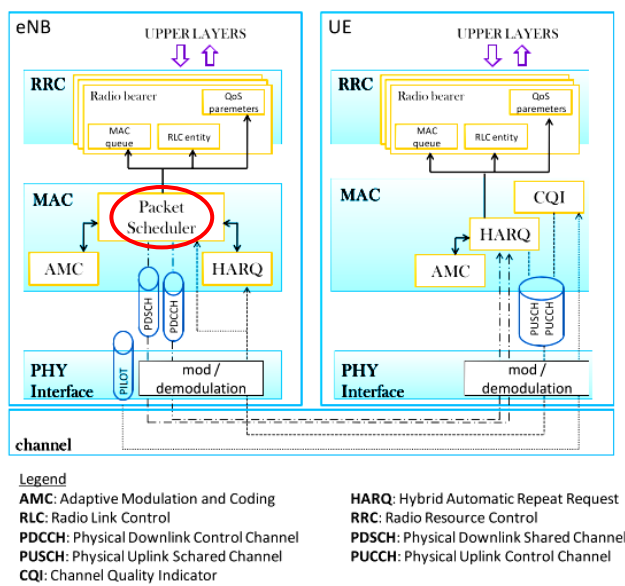 eNB
UPPER LAYERS
RRC
Radio bearer
QoS
paremeters
MAC
queue
RLC entity
MAC
Packet
Scheduler
AMC
HARQ
PDSCH
PDCCH
PILOT
PHY
Interface
mod /
demodulation
UE
UPPER LAYERS
RRC
Radio bearer
QoS
paremeters
MAC
queue
RLC entity
MAC
CQI
HARQ
AMC
PUSCH
PUCCH
PHY
Interface
mod /
demodulation
channel
Legend
AMC: Adaptive Modulation and Coding
RLC: Radio Link Control
PDCCH: Physical Downlink Control Channel
PUSCH: Physical Uplink Schared Channel
CQI: Channel Quality Indicator
HARQ: Hybrid Automatic Repeat Request
RRC: Radio Resource Control
PDSCH: Physical Downlink Shared Channel
PUCCH: Physical Uplink Control Channel